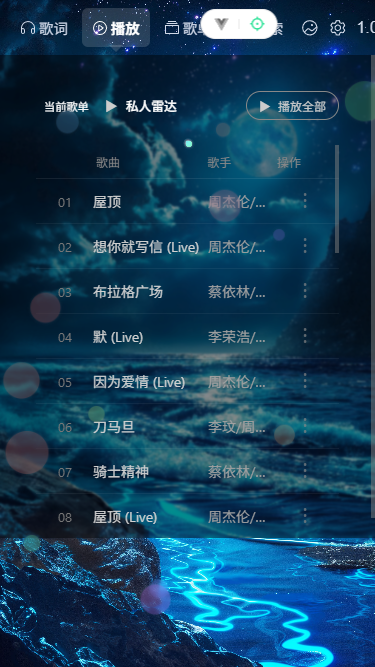 歌词 播放 歌 索 1.0
当前歌单 私人雷达 播放全部
歌曲 歌手 操作
01 屋顶 周杰伦/...
02 想你就写信 (Live) 周杰伦/...
03 布拉格广场 蔡依林/...
04 默 (Live) 李荣浩/...
05 因为爱情 (Live) 周杰伦/...
06 刀马旦 李玟/周...
07 骑士精神 蔡依林/...
08 屋顶 (Live) 周杰伦/...